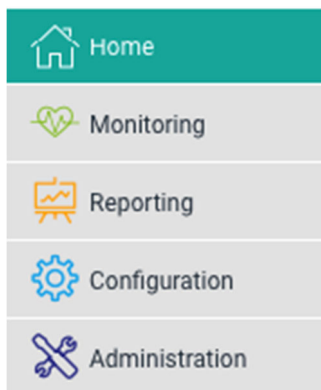 Home
Monitoring
Reporting
Configuration
Administration